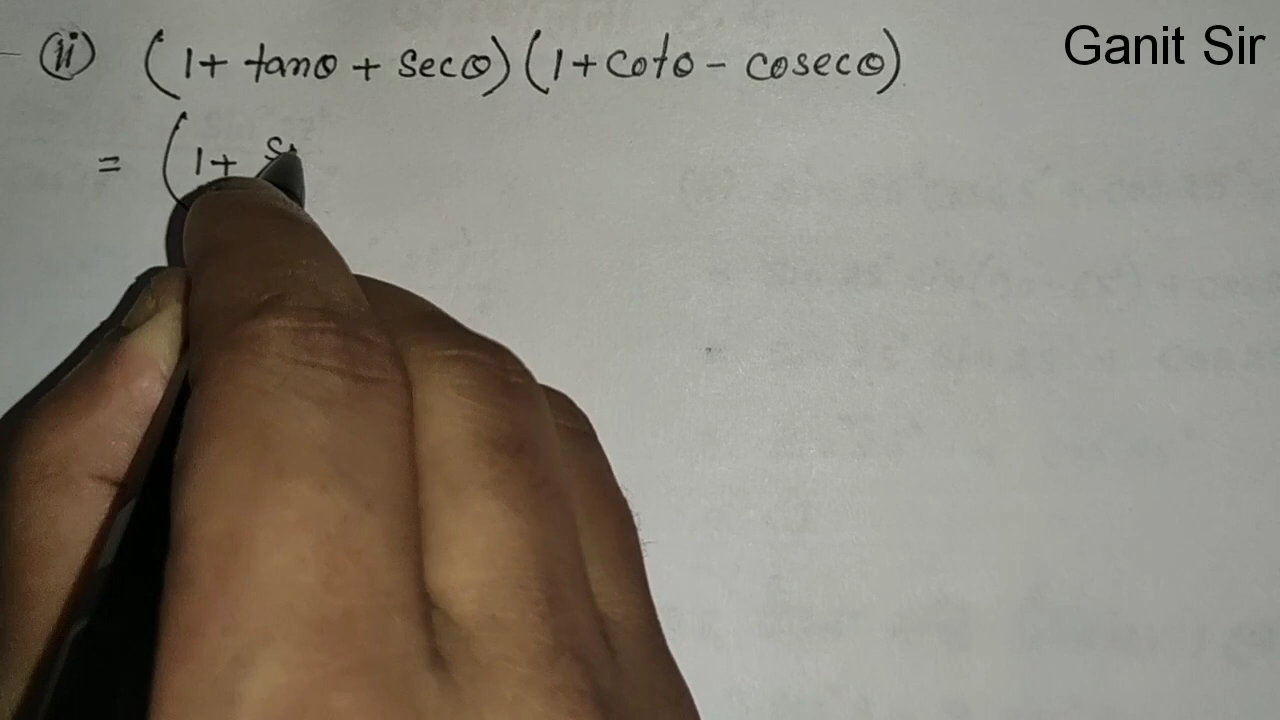 (ii) (1+ tanθ + secθ)(1+cotθ - cosecθ)
Ganit Sir
= (1+